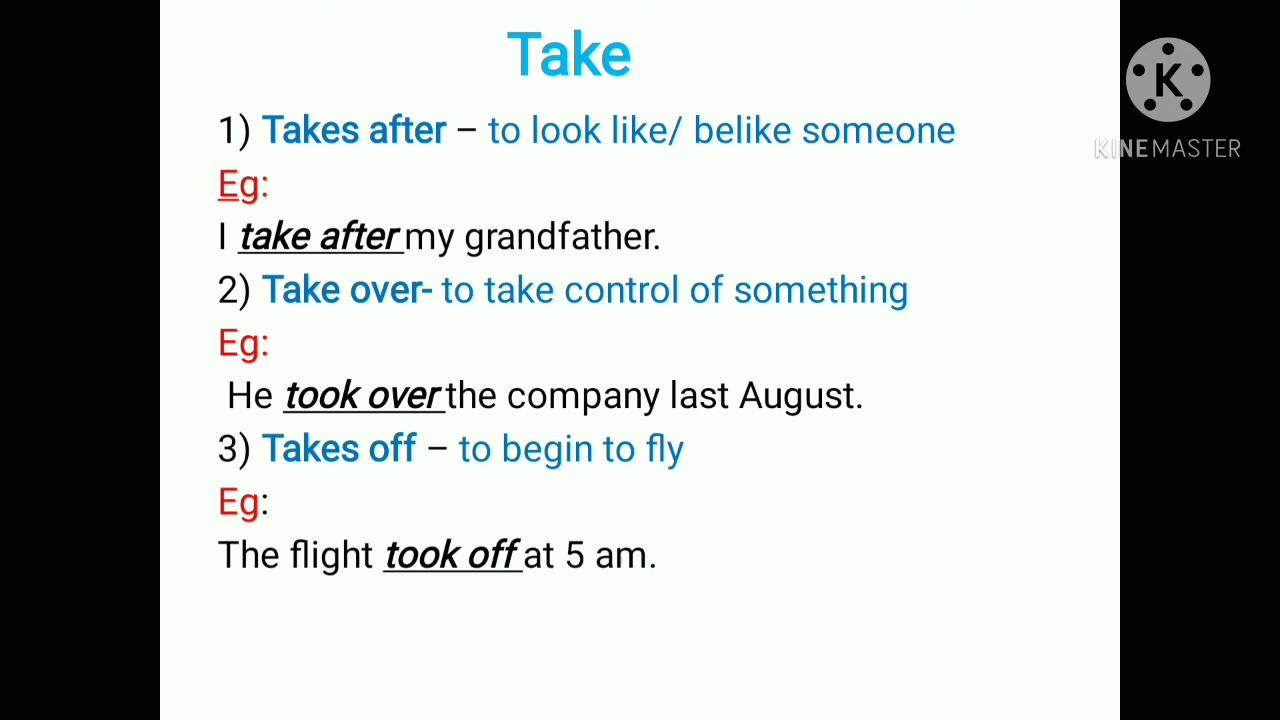 Take
1) Takes after – to look like/ belike someone
Eg:
I take after my grandfather.
2) Take over- to take control of something
Eg:
He took over the company last August.
3) Takes off – to begin to fly
Eg:
The flight took off at 5 am.
K
KINEMASTER